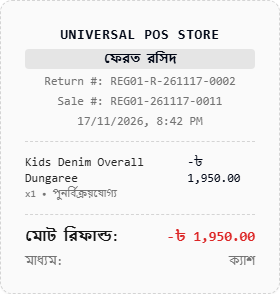 UNIVERSAL POS STORE
ফেরত রসিদ
Return #: REG01-R-261117-0002
Sale #: REG01-261117-0011
17/11/2026, 8:42 PM
Kids Denim Overall Dungaree
-৳ 1,950.00
x1 • পুনর্বিক্রয়যোগ্য
মোট রিফান্ড: -৳ 1,950.00
মাধ্যম: ক্যাশ